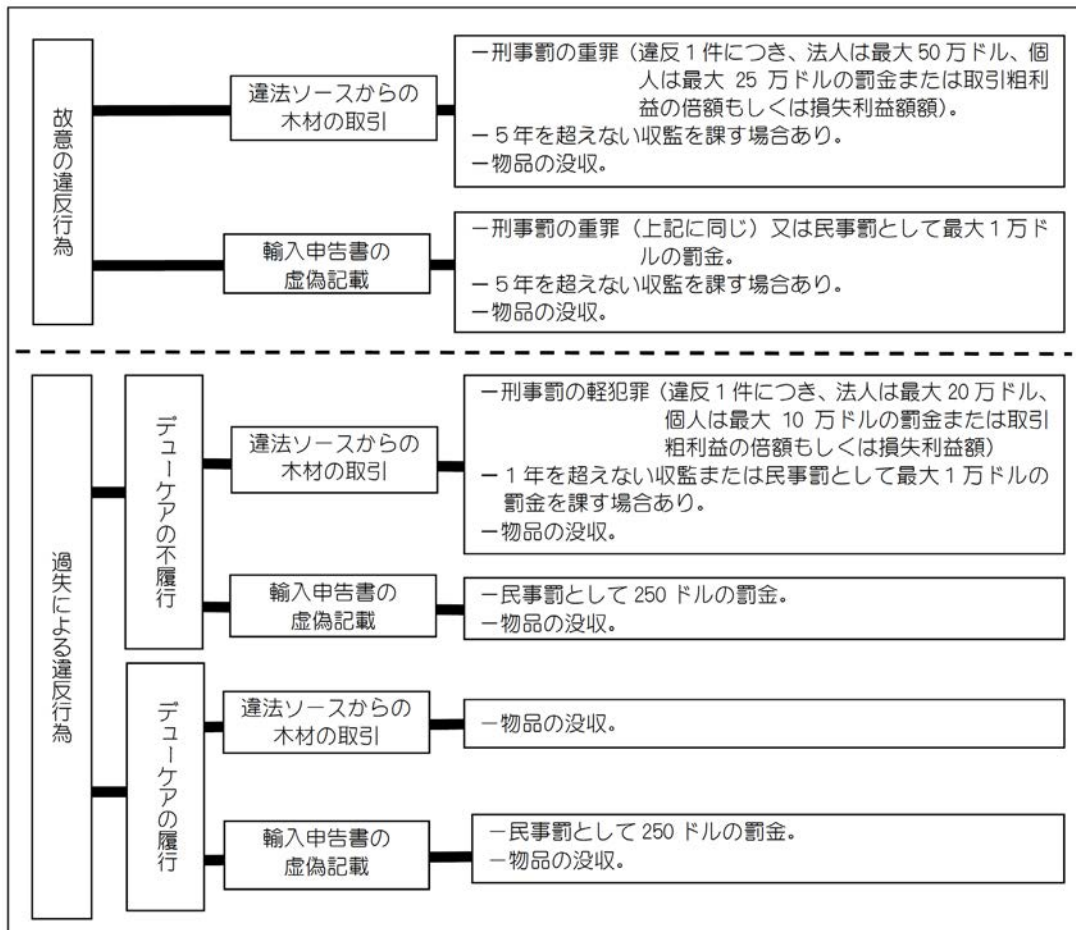 故意の違反行為
違法ソースからの
木材の取引
－刑事罰の重罪（違反１件につき、法人は最大 50 万ドル、個
人は最大 25 万ドルの罰金または取引粗利
益の倍額もしくは損失利益額額）。
－５年を超えない収監を課す場合あり。
－物品の没収。
輸入申告書の
虚偽記載
－刑事罰の重罪（上記に同じ）又は民事罰として最大１万ド
ルの罰金。
－５年を超えない収監を課す場合あり。
－物品の没収。
過失による違反行為
デューケアの不履行
違法ソースからの
木材の取引
－刑事罰の軽犯罪（違反１件につき、法人は最大 20 万ドル、
個人は最大 10 万ドルの罰金または取引
粗利益の倍額もしくは損失利益額）
－１年を超えない収監または民事罰として最大１万ドルの
罰金を課す場合あり。
－物品の没収。
輸入申告書の
虚偽記載
－民事罰として 250 ドルの罰金。
－物品の没収。
デューケアの履行
違法ソースからの
木材の取引
－物品の没収。
輸入申告書の
虚偽記載
－民事罰として 250 ドルの罰金。
－物品の没収。